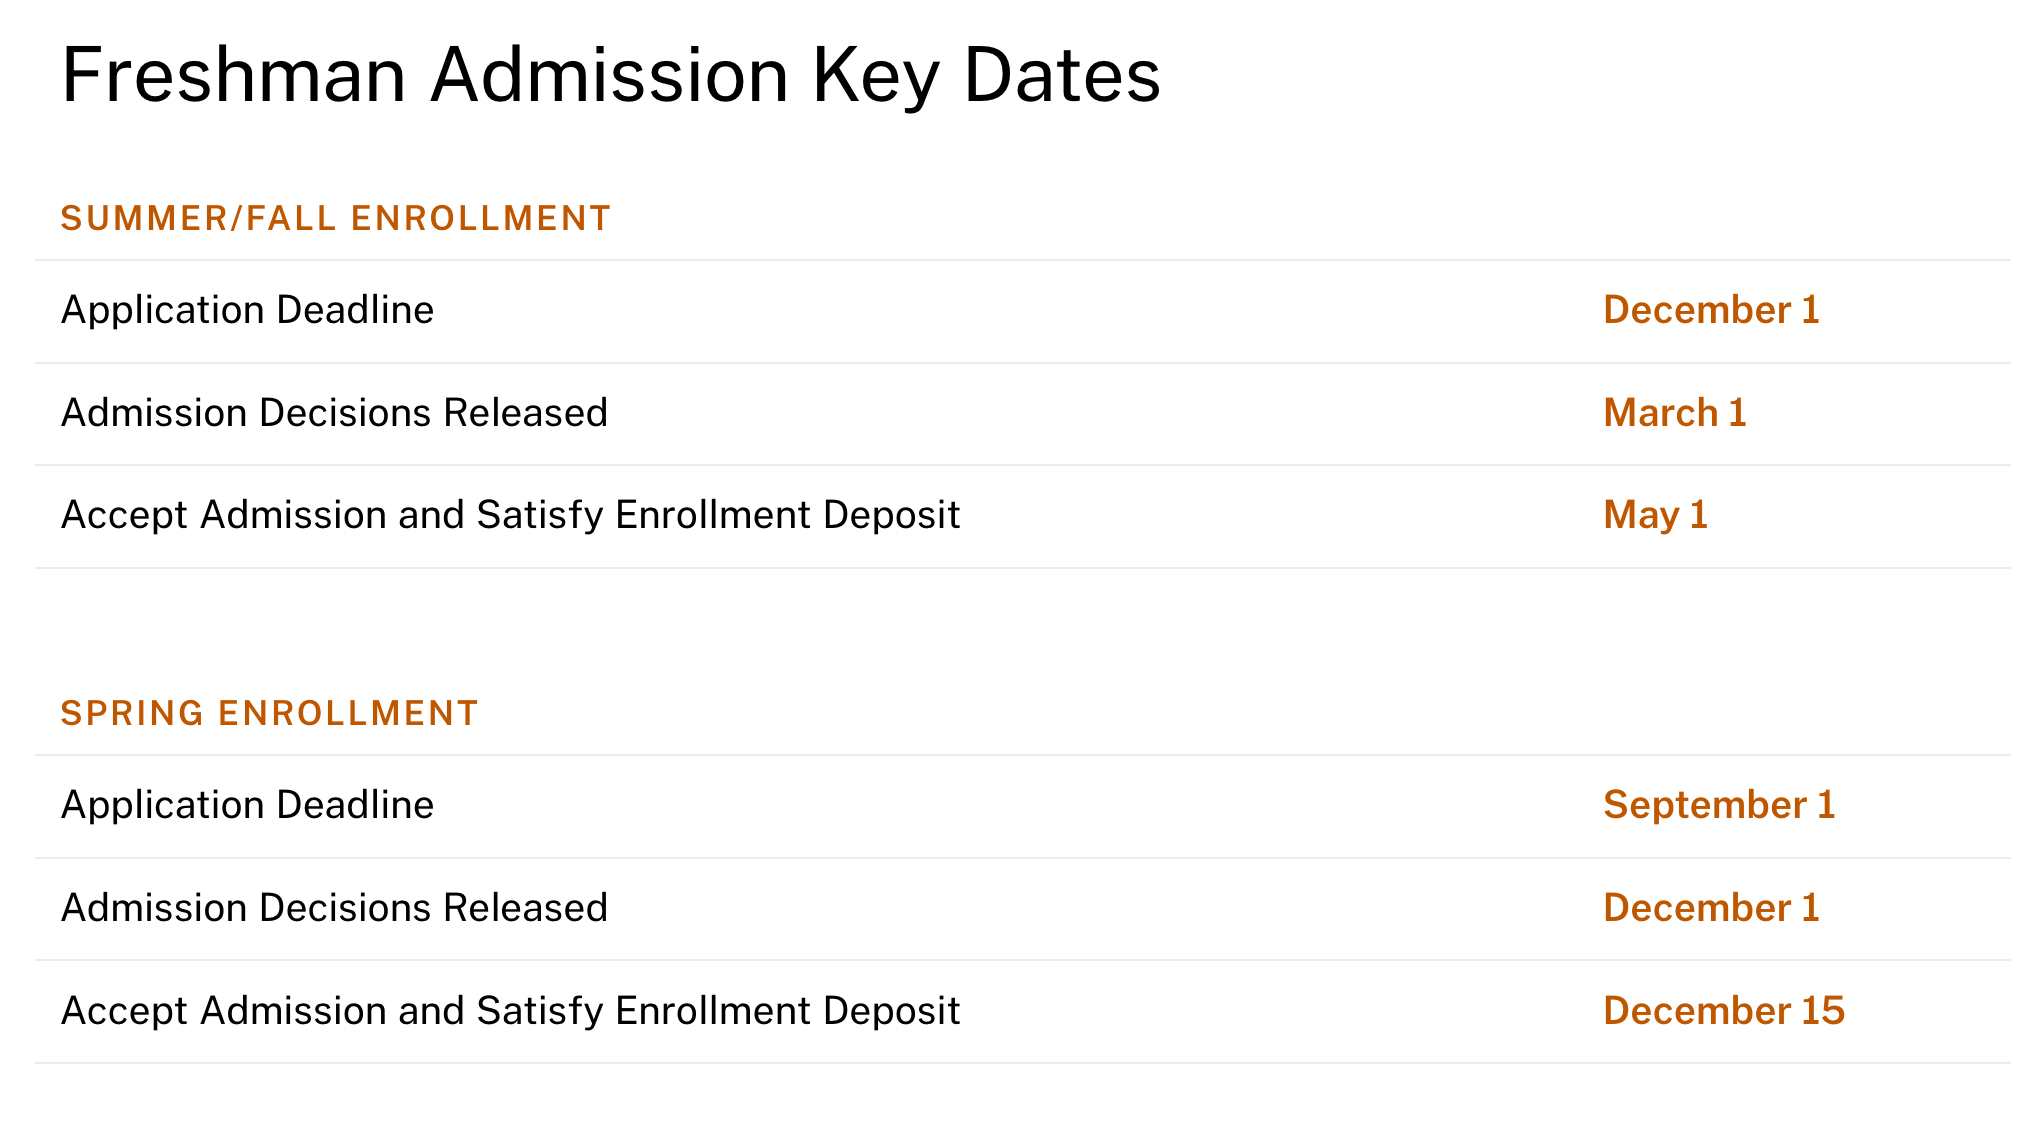 Freshman Admission Key Dates
SUMMER/FALL ENROLLMENT
Application Deadline December 1
Admission Decisions Released March 1
Accept Admission and Satisfy Enrollment Deposit May 1
SPRING ENROLLMENT
Application Deadline September 1
Admission Decisions Released December 1
Accept Admission and Satisfy Enrollment Deposit December 15